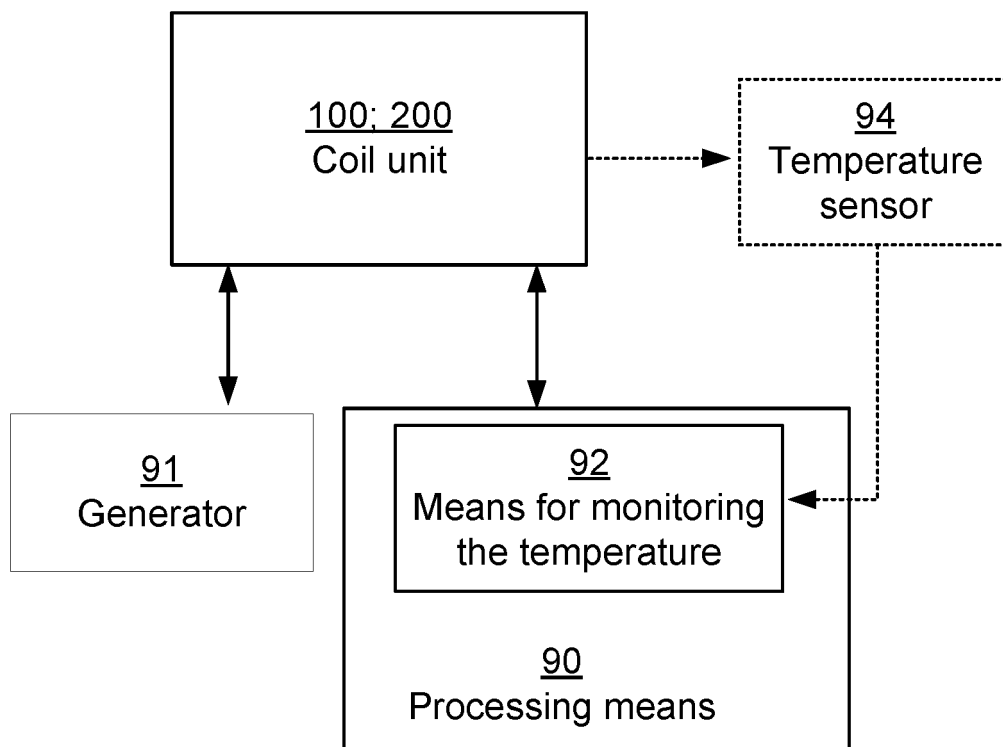 100; 200
Coil unit
94
Temperature
sensor
91
Generator
92
Means for monitoring
the temperature
90
Processing means